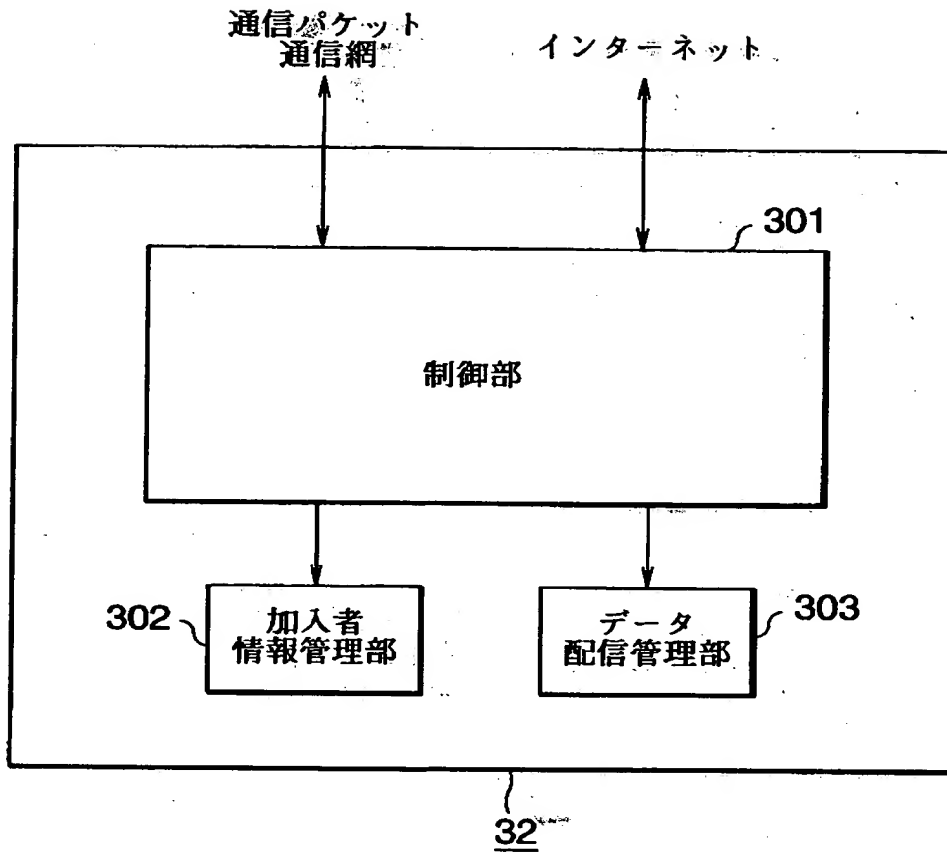 通信パケット
通信網
インターネット
301
制御部
302
加入者
情報管理部
データ
配信管理部
303
32